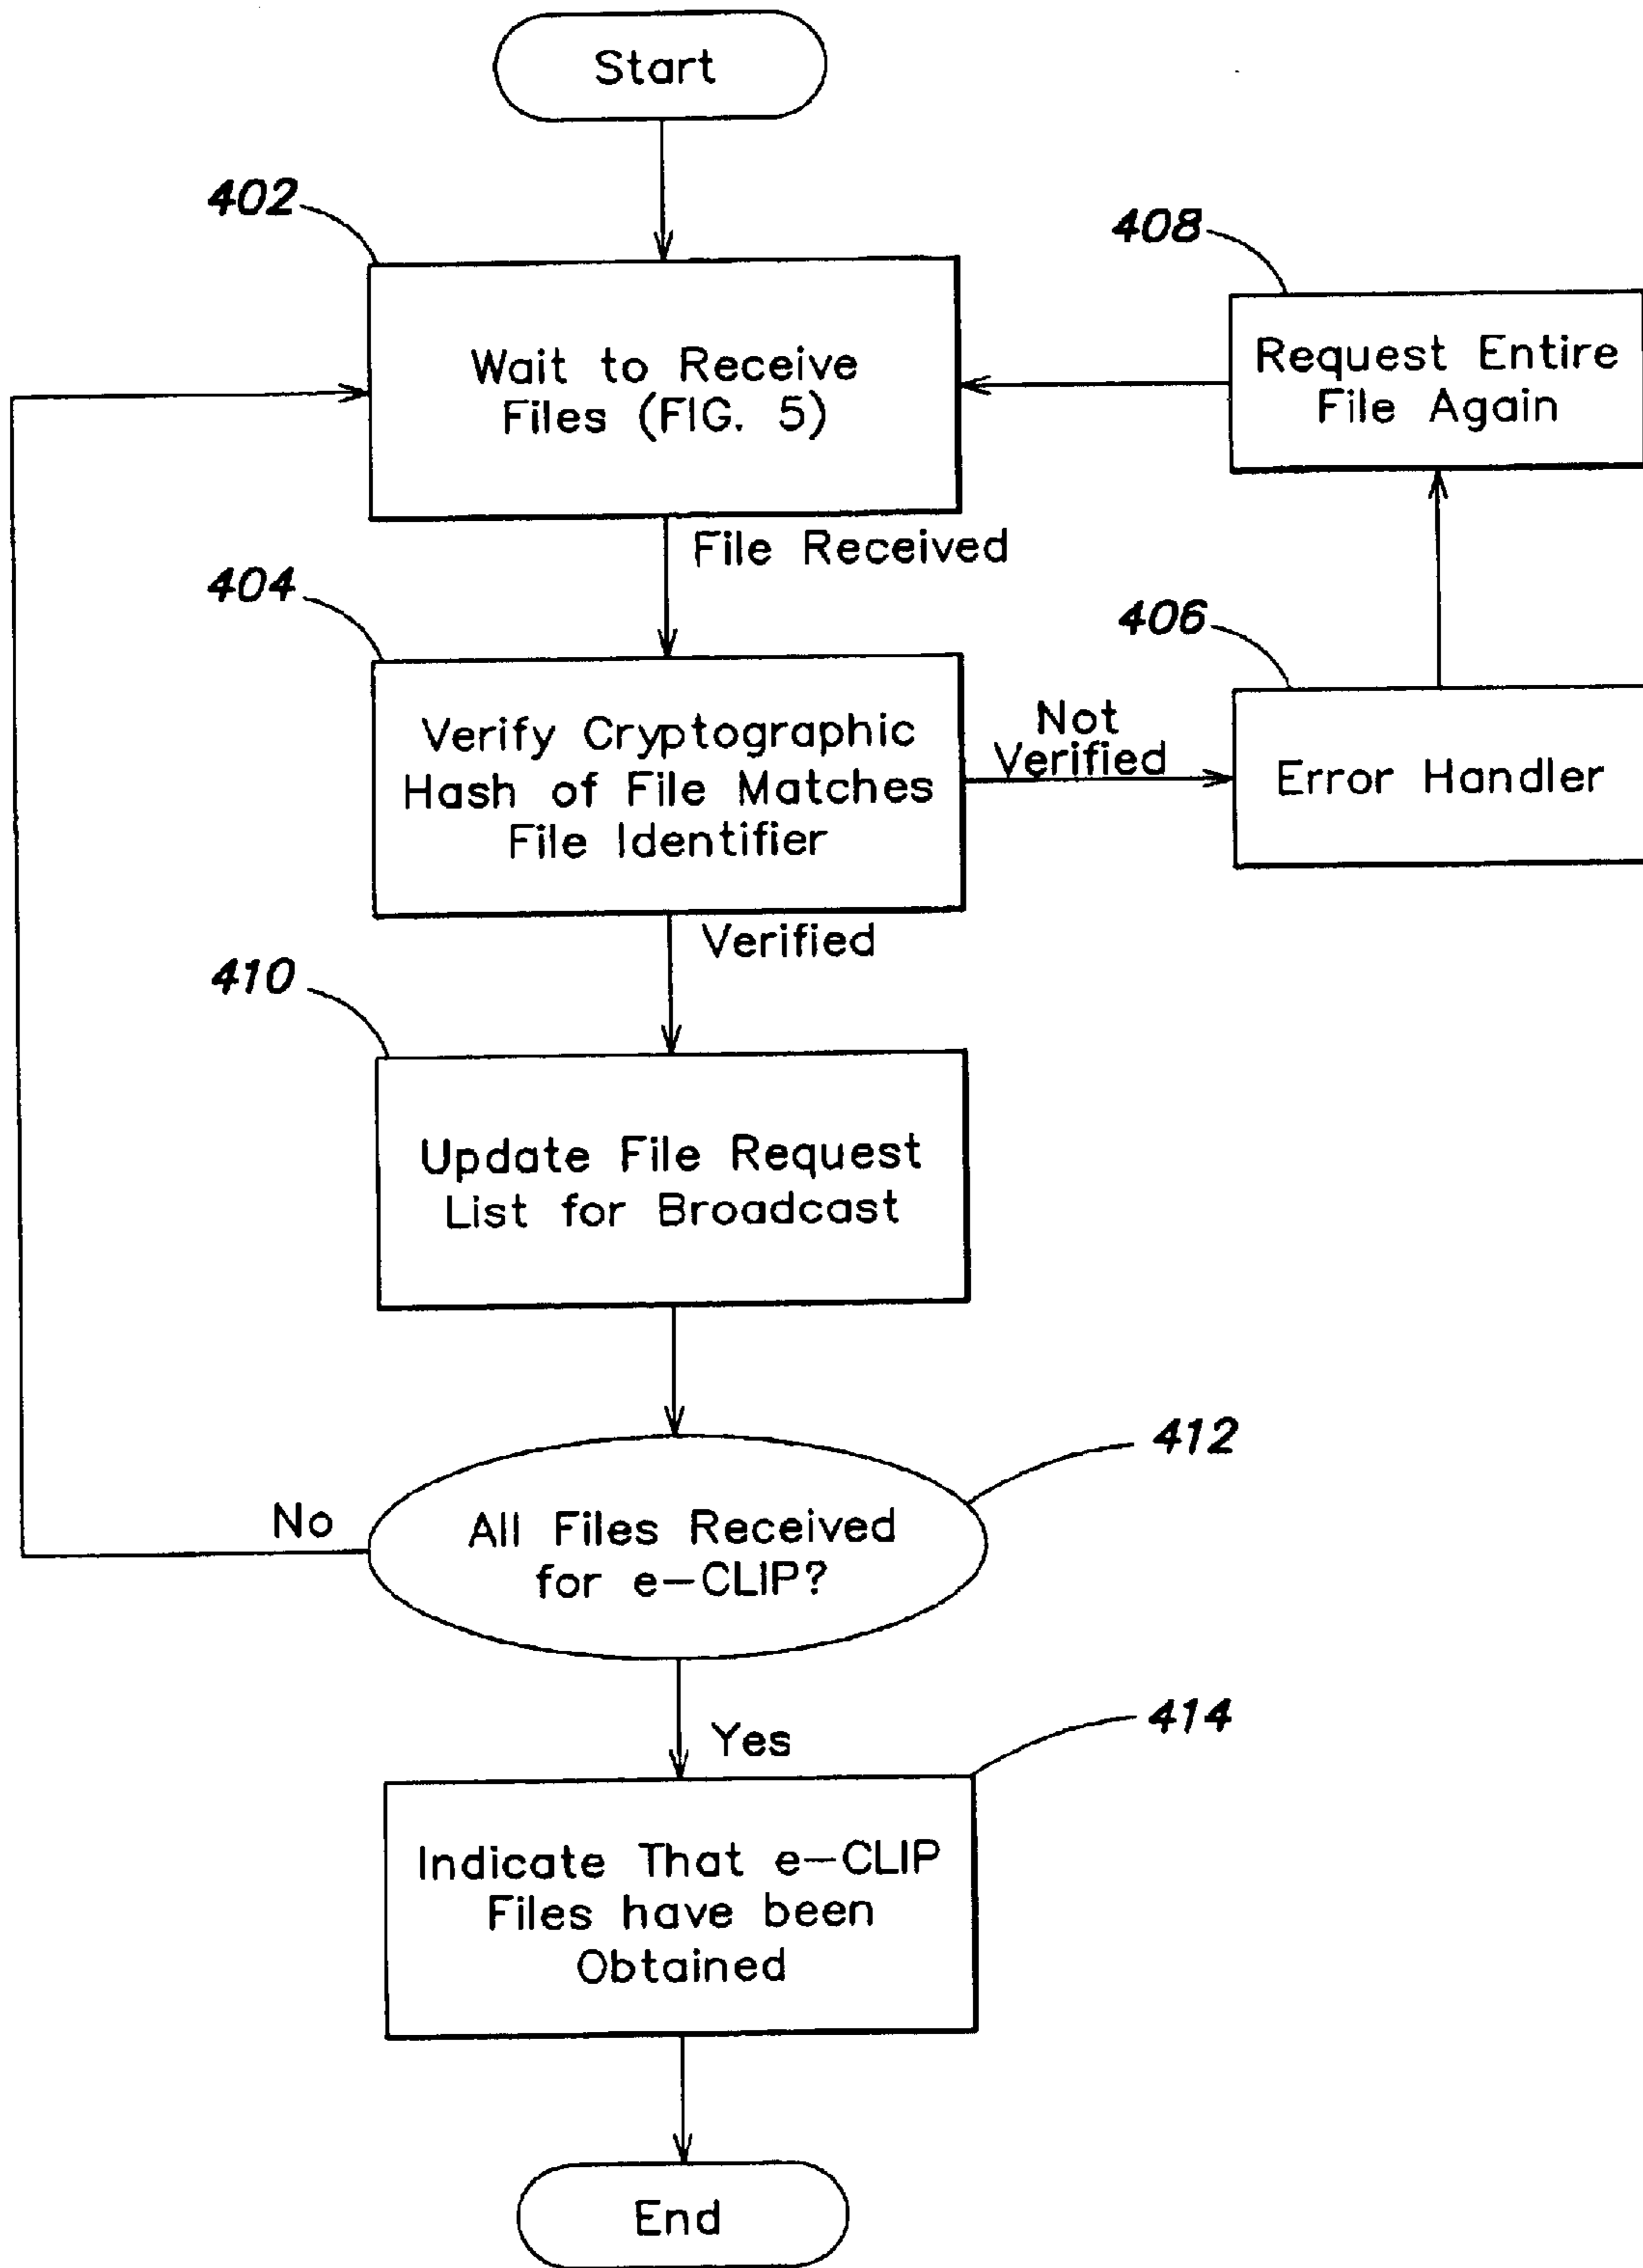 Start
402
Wait to Receive
Files (FIG. 5)
408
Request Entire
File Again
File Received
404
Verify Cryptographic
Hash of File Matches
File Identifier
Not
Verified
406
Error Handler
Verified
410
Update File Request
List for Broadcast
412
All Files Received
for e-CLIP?
No
Yes
414
Indicate That e-CLIP
Files have been
Obtained
End